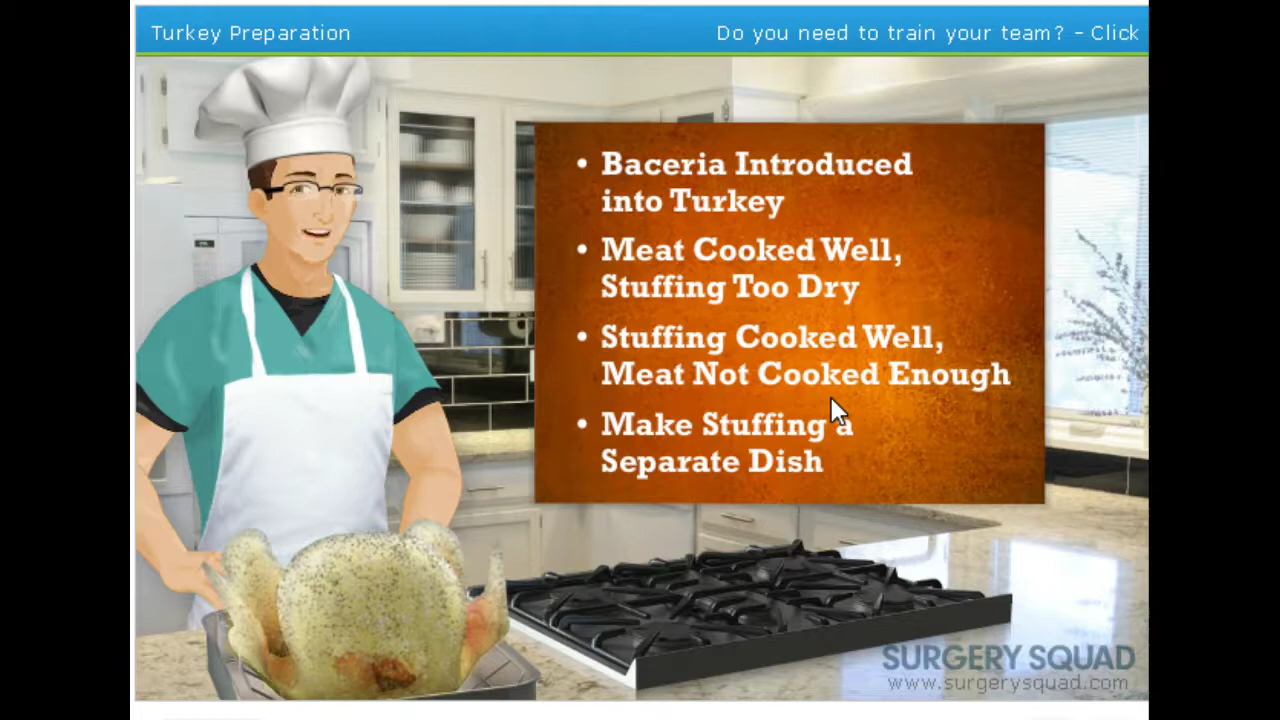 Turkey Preparation
Do you need to train your team? - Click
• Baceria Introduced
into Turkey
• Meat Cooked Well,
Stuffing Too Dry
• Stuffing Cooked Well,
Meat Not Cooked Enough
• Make Stuffing a
Separate Dish
SURGERY SQUAD
www.surgerysquad.com